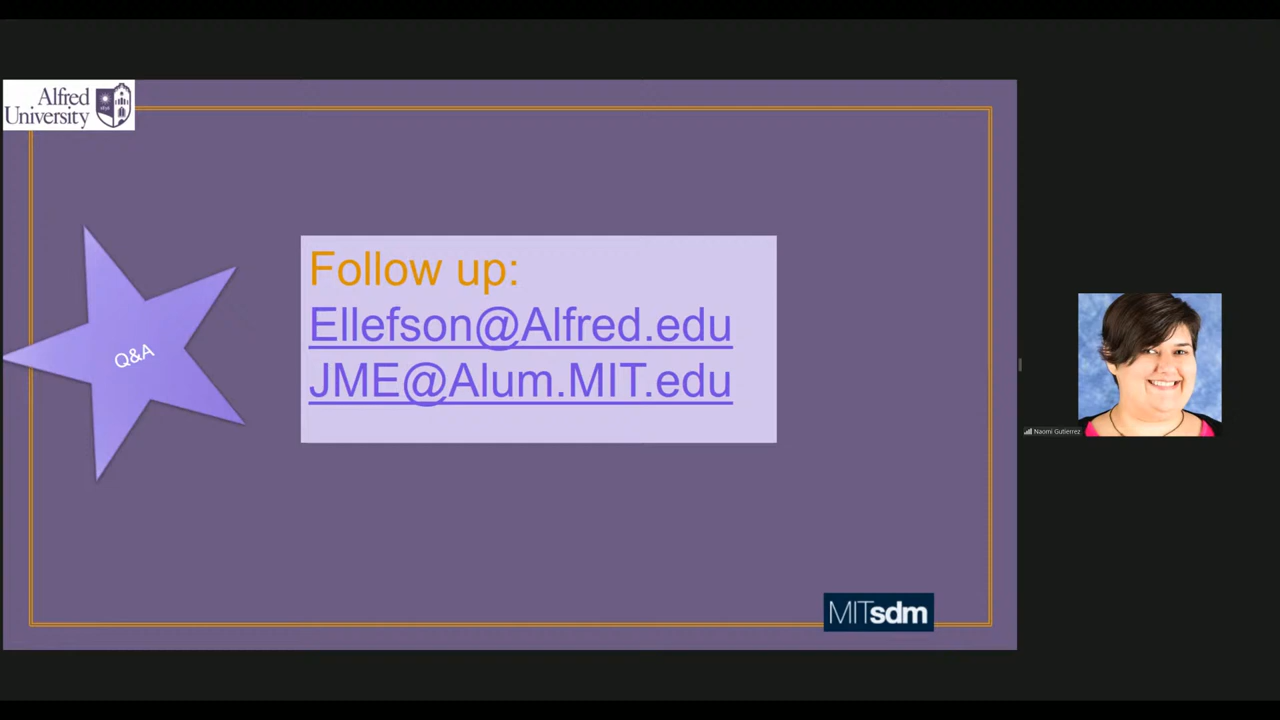 Alfred
University
Q&A
Follow up:
Ellefson@Alfred.edu
JME@Alum.MIT.edu
Naomi Gutierrez
MITsdm